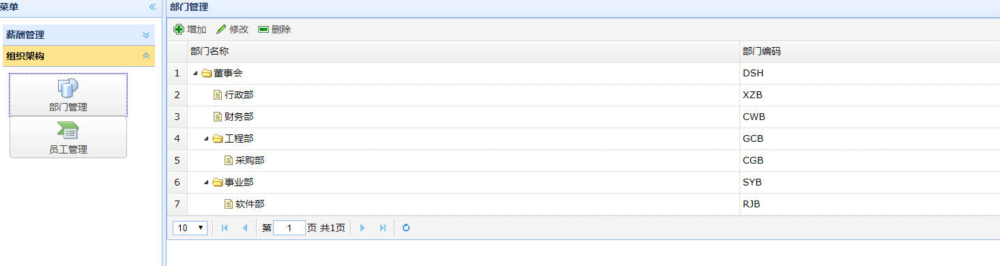 菜单
薪酬管理
组织架构
部门管理
员工管理
部门管理
增加 修改 删除
部门名称 部门编码
1 董事会 DSH
2 行政部 XZB
3 财务部 CWB
4 工程部 GCB
5 采购部 CGB
6 事业部 SYB
7 软件部 RJB
10 第 1 页 共1页